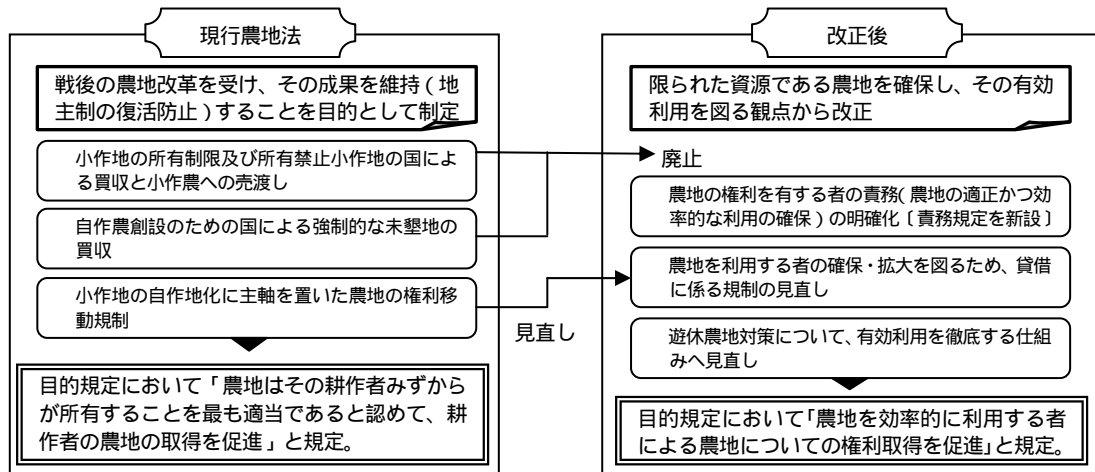 現行農地法
戦後の農地改革を受け、その成果を維持(地
主制の復活防止)することを目的として制定
小作地の所有制限及び所有禁止小作地の国によ
る買収と小作農への売渡し
自作農創設のための国による強制的な未墾地の
買収
小作地の自作地化に主軸を置いた農地の権利移
動規制
目的規定において「農地はその耕作者みずから
が所有することを最も適当であると認めて、耕
作者の農地の取得を促進」と規定。
見直し
改正後
限られた資源である農地を確保し、その有効
利用を図る観点から改正
廃止
農地の権利を有する者の責務(農地の適正かつ効
率的な利用の確保)の明確化〔責務規定を新設〕
農地を利用する者の確保・拡大を図るため、貸借
に係る規制の見直し
遊休農地対策について、有効利用を徹底する仕組
みへ見直し
目的規定において「農地を効率的に利用する者
による農地についての権利取得を促進」と規定。